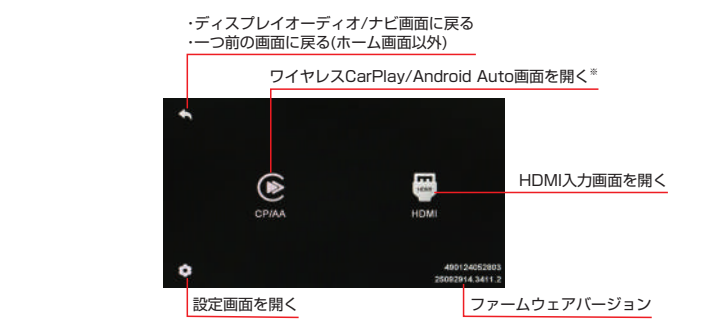 ・ディスプレイオーディオ/ナビ画面に戻る
・一つ前の画面に戻る(ホーム画面以外)
ワイヤレスCarPlay/Android Auto画面を開く※
HDMI
HDMI入力画面を開く
CP/AA
HDMI
490124052803
25092914.3411.2
設定画面を開く
ファームウェアバージョン